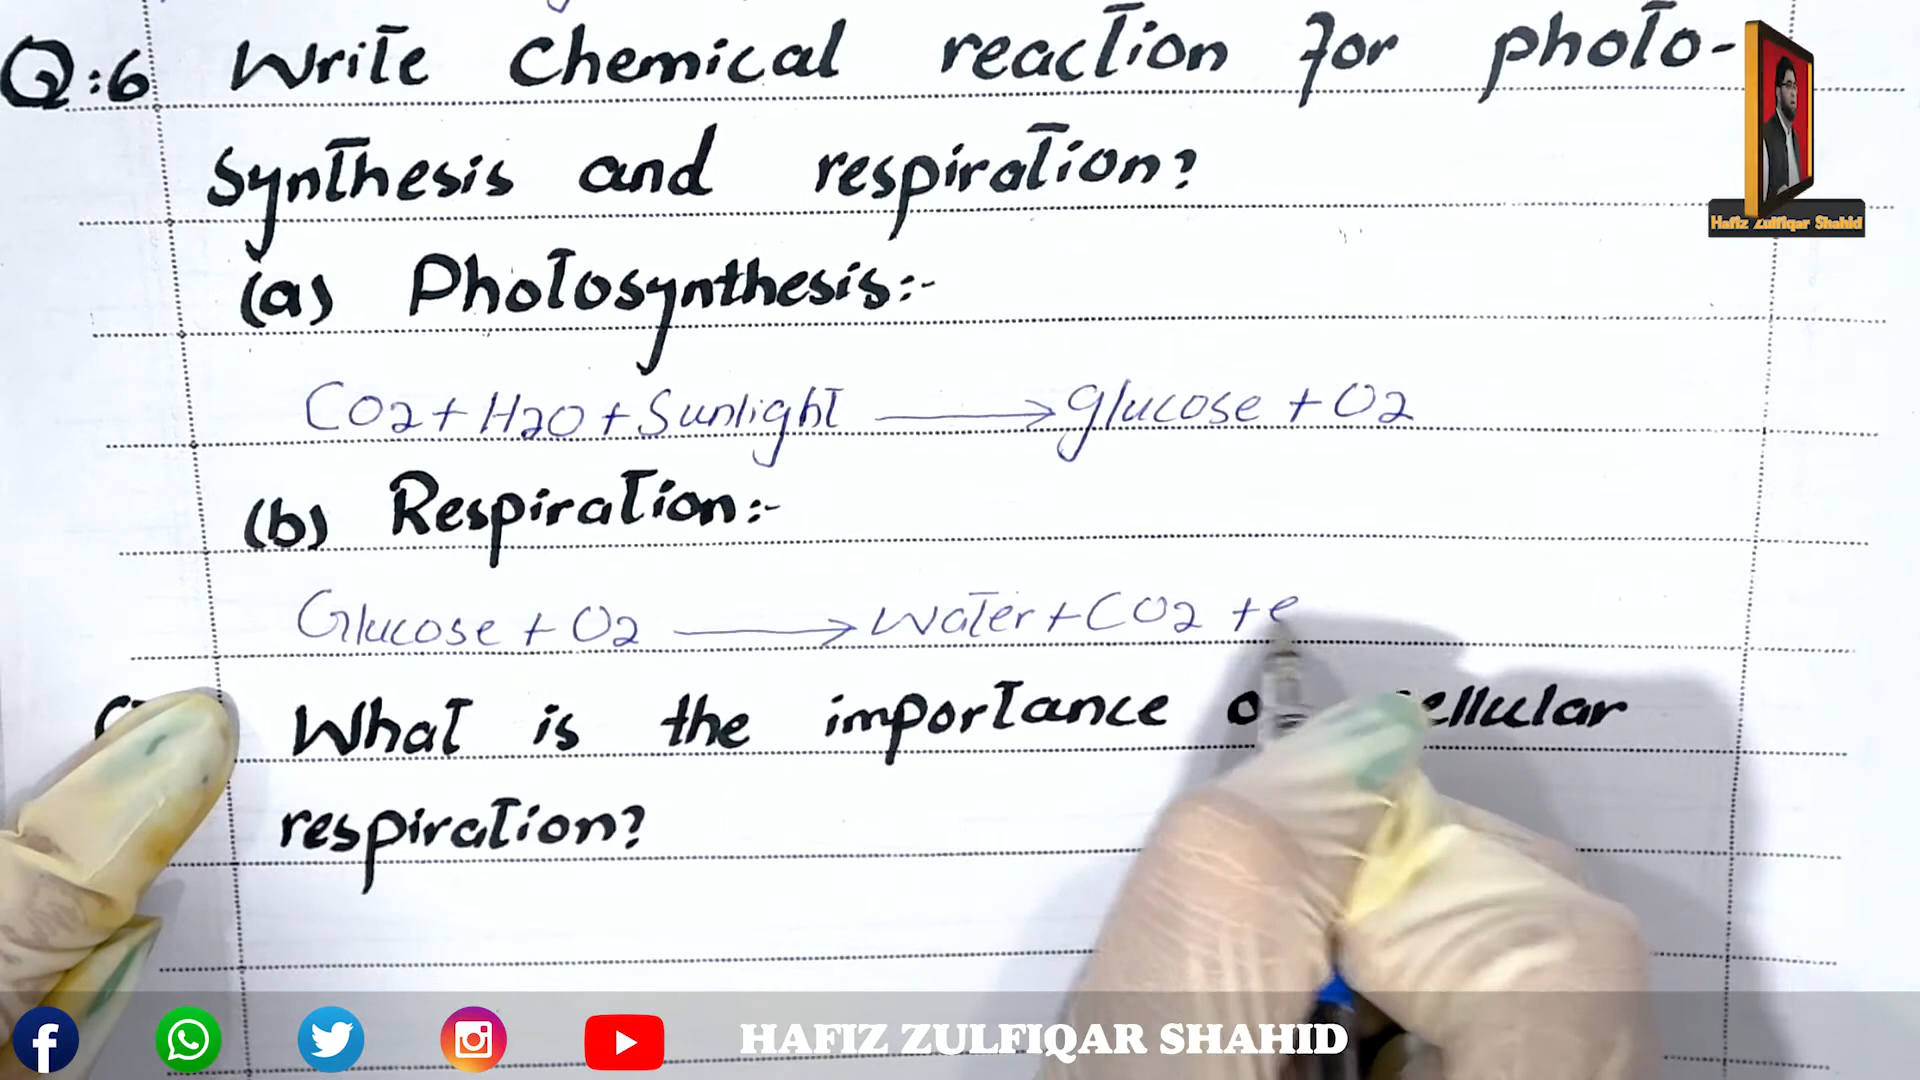 Q:6 Write Chemical reaction for photo-
synthesis and respiration?
Hafiz Zulfiqar Shahid
(a) Photosynthesis:-
CO2 + H2O + Sunlight → glucose + O2
(b) Respiration:-
Glucose + O2 → Water + CO2 + e
What is the importance cellular
respiration?
HAFIZ ZULFIQAR SHAHID